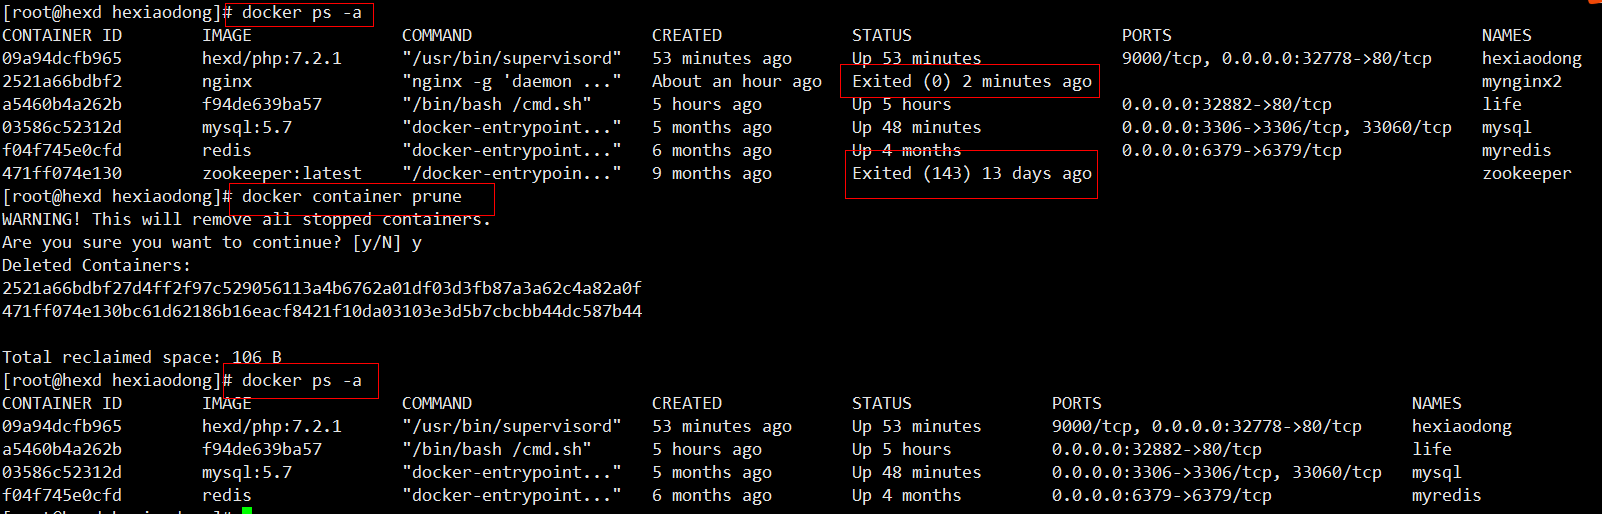 [root@hexd hexiaodong]# docker ps -a
CONTAINER ID        IMAGE               COMMAND                  CREATED             STATUS                     PORTS                               NAMES
09a94dcfb965        hexd/php:7.2.1      "/usr/bin/supervisord"   53 minutes ago      Up 53 minutes              9000/tcp, 0.0.0.0:32778->80/tcp     hexiaodong
2521a66bdbf2        nginx               "nginx -g 'daemon ..."   About an hour ago   Exited (0) 2 minutes ago                                       mynginx2
a5460b4a262b        f94de639ba57        "/bin/bash /cmd.sh"      5 hours ago         Up 5 hours                 0.0.0.0:32882->80/tcp               life
03586c52312d        mysql:5.7           "docker-entrypoint..."   5 months ago        Up 48 minutes              0.0.0.0:3306->3306/tcp, 33060/tcp   mysql
f04f745e0cfd        redis               "docker-entrypoint..."   6 months ago        Up 4 months                0.0.0.0:6379->6379/tcp              myredis
471ff074e130        zookeeper:latest    "/docker-entrypoin..."   9 months ago        Exited (143) 13 days ago                                       zookeeper
[root@hexd hexiaodong]# docker container prune
WARNING! This will remove all stopped containers.
Are you sure you want to continue? [y/N] y
Deleted Containers:
2521a66bdbf27d4ff2f97c529056113a4b6762a01df03d3fb87a3a62c4a82a0f
471ff074e130bc61d62186b16eacf8421f10da03103e3d5b7cbcbb44dc587b44
Total reclaimed space: 106 B
[root@hexd hexiaodong]# docker ps -a
CONTAINER ID        IMAGE               COMMAND                  CREATED             STATUS              PORTS                               NAMES
09a94dcfb965        hexd/php:7.2.1      "/usr/bin/supervisord"   53 minutes ago      Up 53 minutes       9000/tcp, 0.0.0.0:32778->80/tcp     hexiaodong
a5460b4a262b        f94de639ba57        "/bin/bash /cmd.sh"      5 hours ago         Up 5 hours          0.0.0.0:32882->80/tcp               life
03586c52312d        mysql:5.7           "docker-entrypoint..."   5 months ago        Up 48 minutes       0.0.0.0:3306->3306/tcp, 33060/tcp   mysql
f04f745e0cfd        redis               "docker-entrypoint..."   6 months ago        Up 4 months         0.0.0.0:6379->6379/tcp              myredis
[root@hexd hexiaodong]#